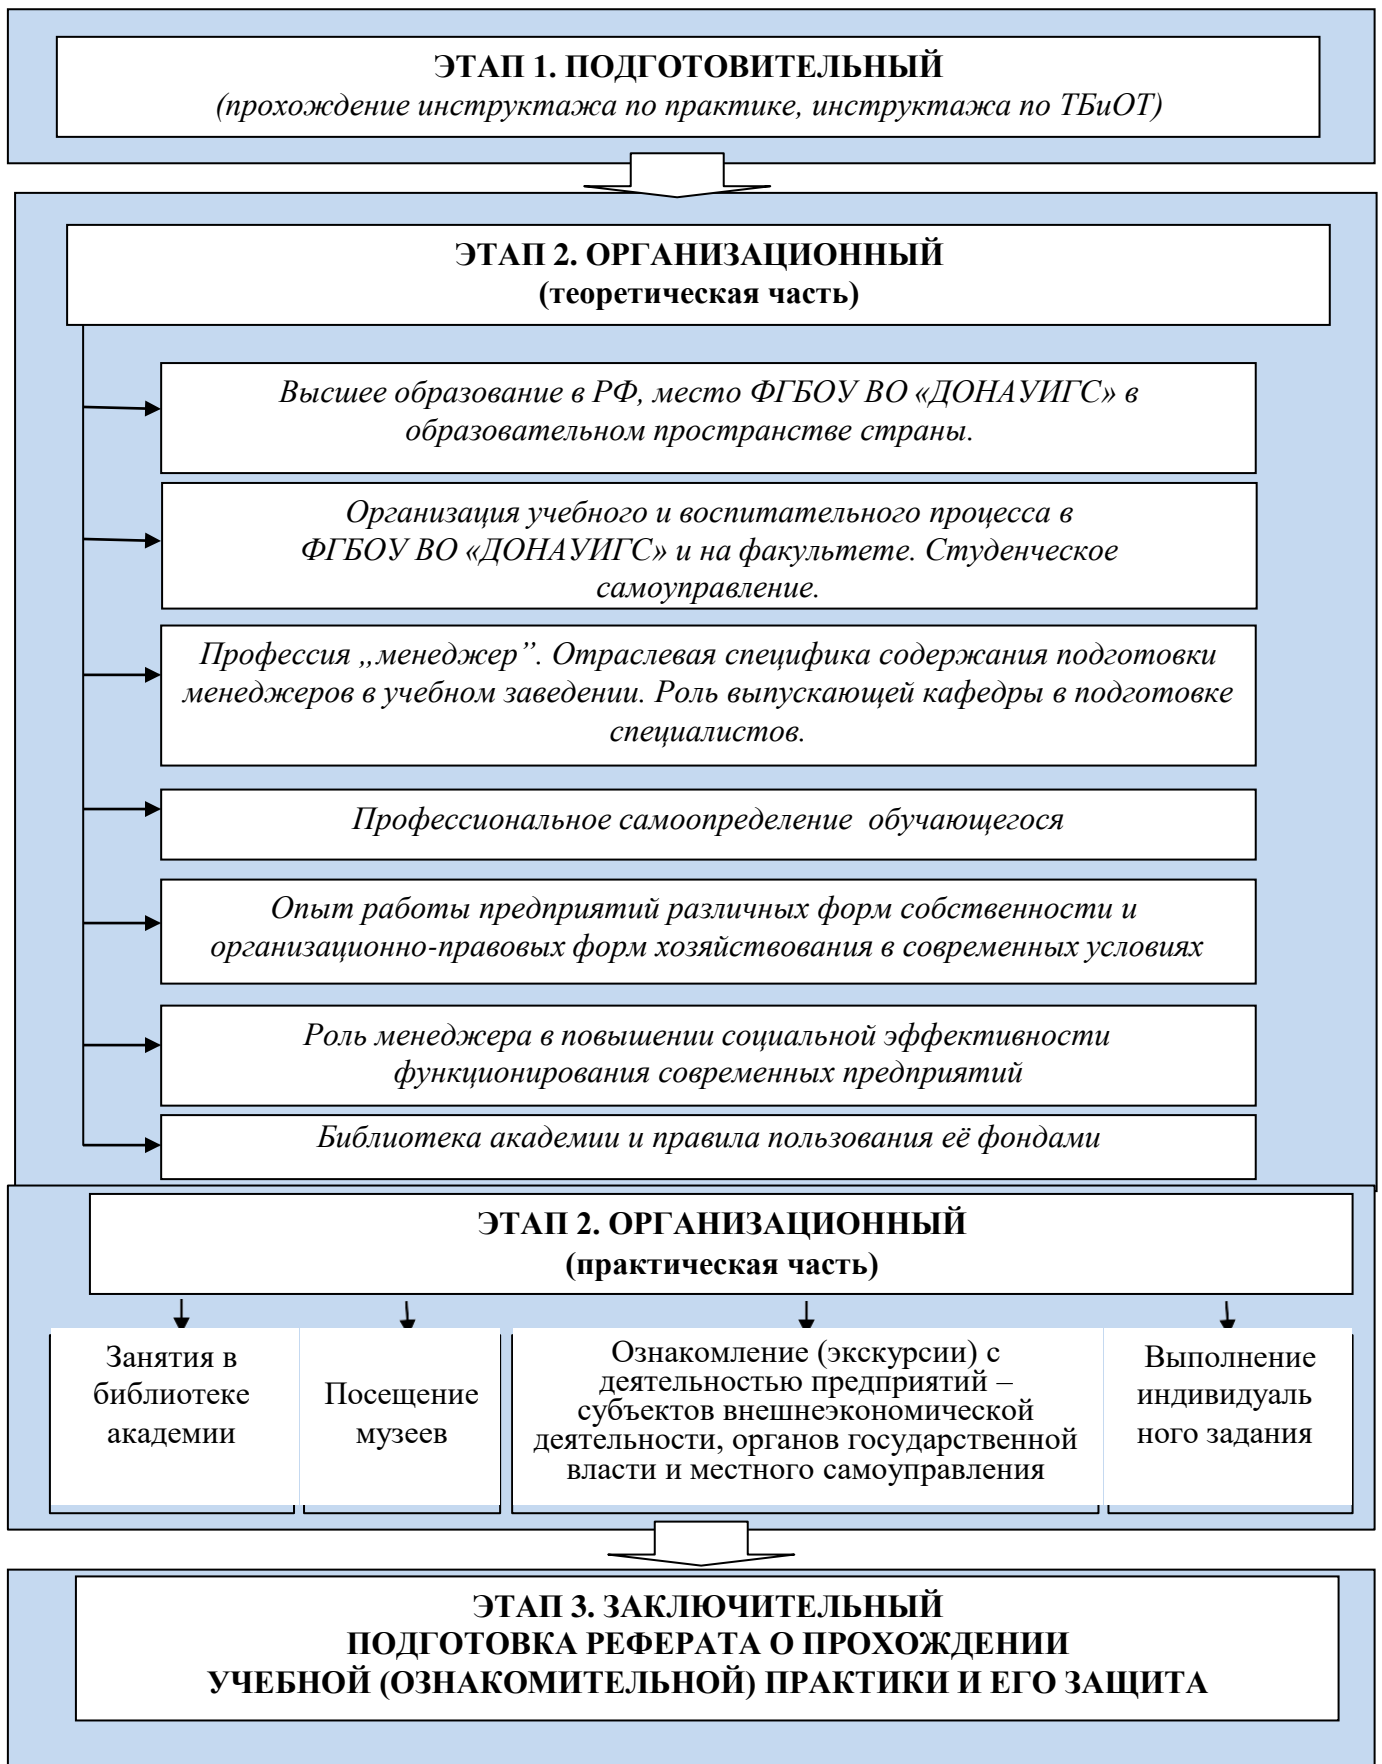 ЭТАП 1. ПОДГОТОВИТЕЛЬНЫЙ
(прохождение инструктажа по практике, инструктажа по ТБиОТ)
ЭТАП 2. ОРГАНИЗАЦИОННЫЙ
(теоретическая часть)
Высшее образование в РФ, место ФГБОУ ВО «ДОНАУИГС» в
образовательном пространстве страны.
Организация учебного и воспитательного процесса в
ФГБОУ ВО «ДОНАУИГС» и на факультете. Студенческое
самоуправление.
Профессия „менеджер”. Отраслевая специфика содержания подготовки
менеджеров в учебном заведении. Роль выпускающей кафедры в подготовке
специалистов.
Профессиональное самоопределение обучающегося
Опыт работы предприятий различных форм собственности и
организационно-правовых форм хозяйствования в современных условиях
Роль менеджера в повышении социальной эффективности
функционирования современных предприятий
Библиотека академии и правила пользования её фондами
ЭТАП 2. ОРГАНИЗАЦИОННЫЙ
(практическая часть)
Занятия в
библиотеке
академии
Посещение
музеев
Ознакомление (экскурсии) с
деятельностью предприятий –
субъектов внешнеэкономической
деятельности, органов государственной
власти и местного самоуправления
Выполнение
индивидуаль
ного задания
ЭТАП 3. ЗАКЛЮЧИТЕЛЬНЫЙ
ПОДГОТОВКА РЕФЕРАТА О ПРОХОЖДЕНИИ
УЧЕБНОЙ (ОЗНАКОМИТЕЛЬНОЙ) ПРАКТИКИ И ЕГО ЗАЩИТА